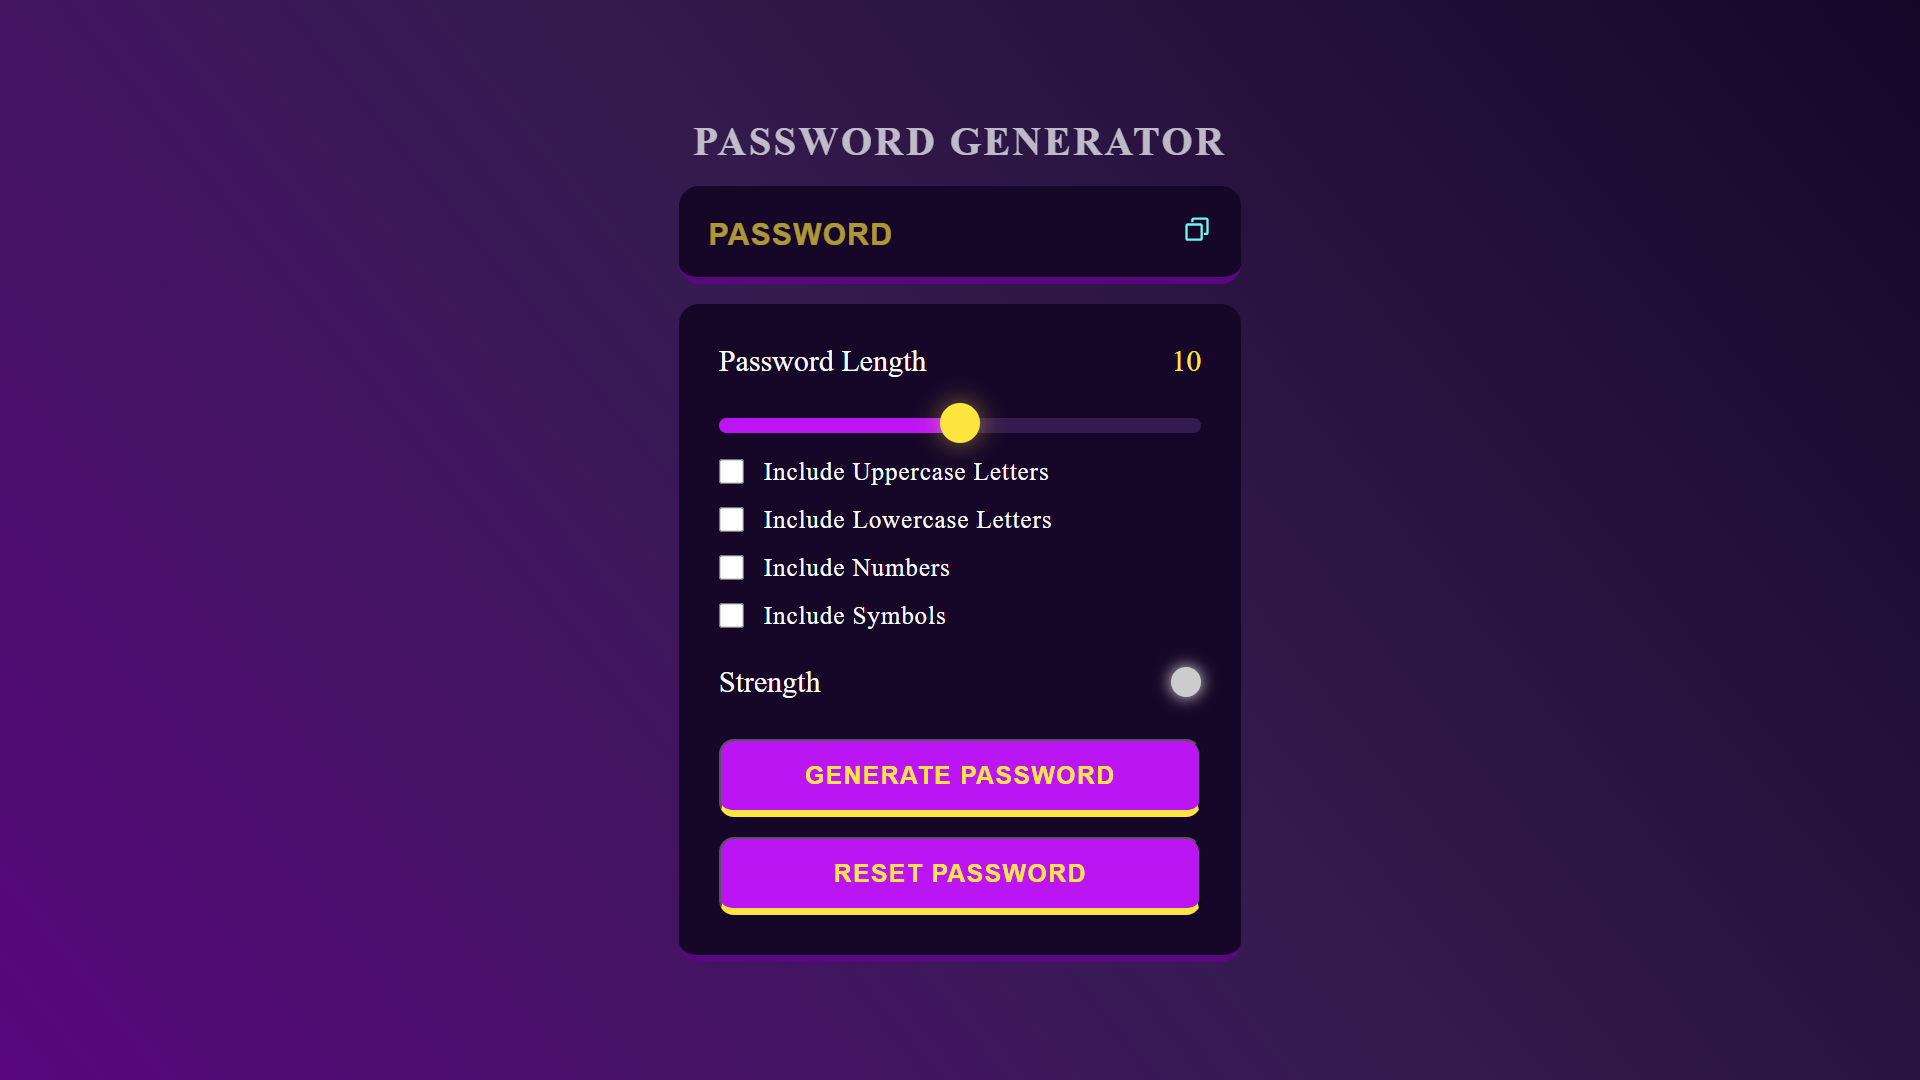 PASSWORD GENERATOR
PASSWORD
Password Length 10
Include Uppercase Letters
Include Lowercase Letters
Include Numbers
Include Symbols
Strength
GENERATE PASSWORD
RESET PASSWORD